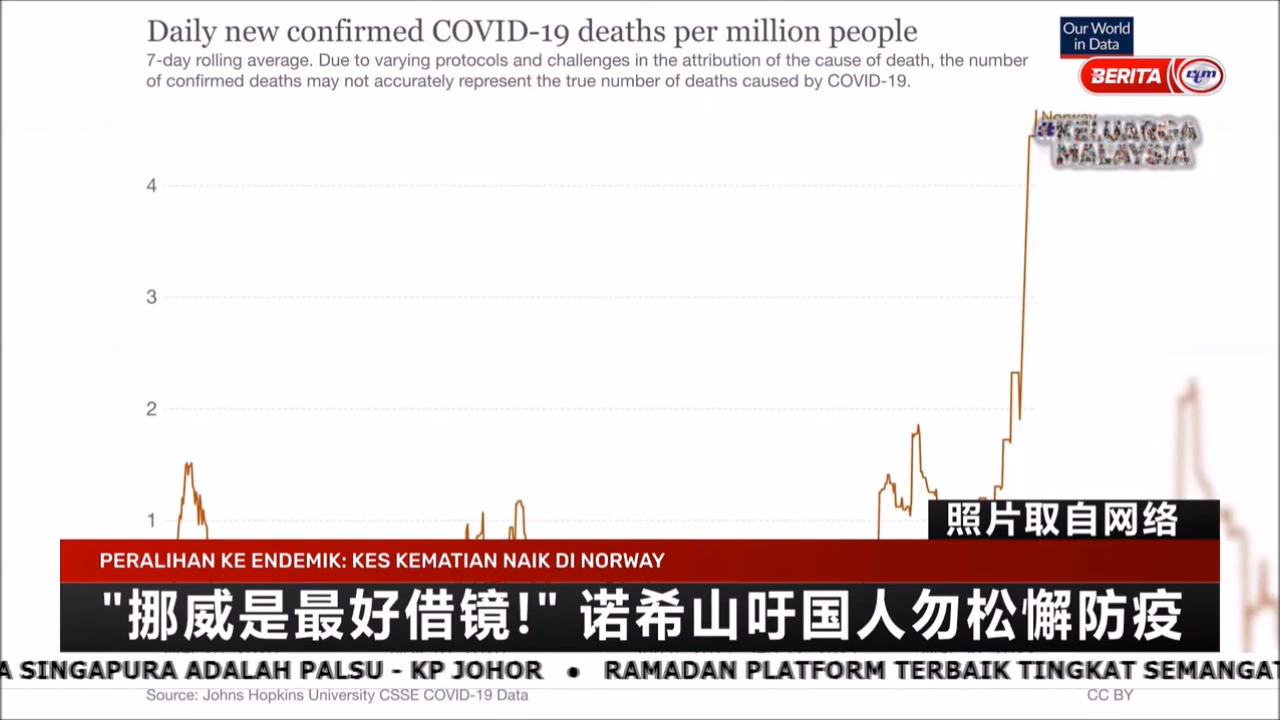 Daily new confirmed COVID-19 deaths per million people
7-day rolling average. Due to varying protocols and challenges in the attribution of the cause of death, the number
of confirmed deaths may not accurately represent the true number of deaths caused by COVID-19.
Our World
in Data
BERITA rtm
Norway
#KELUARGA
MALAYSIA
4
3
2
1
照片取自网络
PERALIHAN KE ENDEMIK: KES KEMATIAN NAIK DI NORWAY
"挪威是最好借镜!" 诺希山吁国人勿松懈防疫
A SINGAPURA ADALAH PALSU - KP JOHOR • RAMADAN PLATFORM TERBAIK TINGKAT SEMANGAT
Source: Johns Hopkins University CSSE COVID-19 Data
CC BY